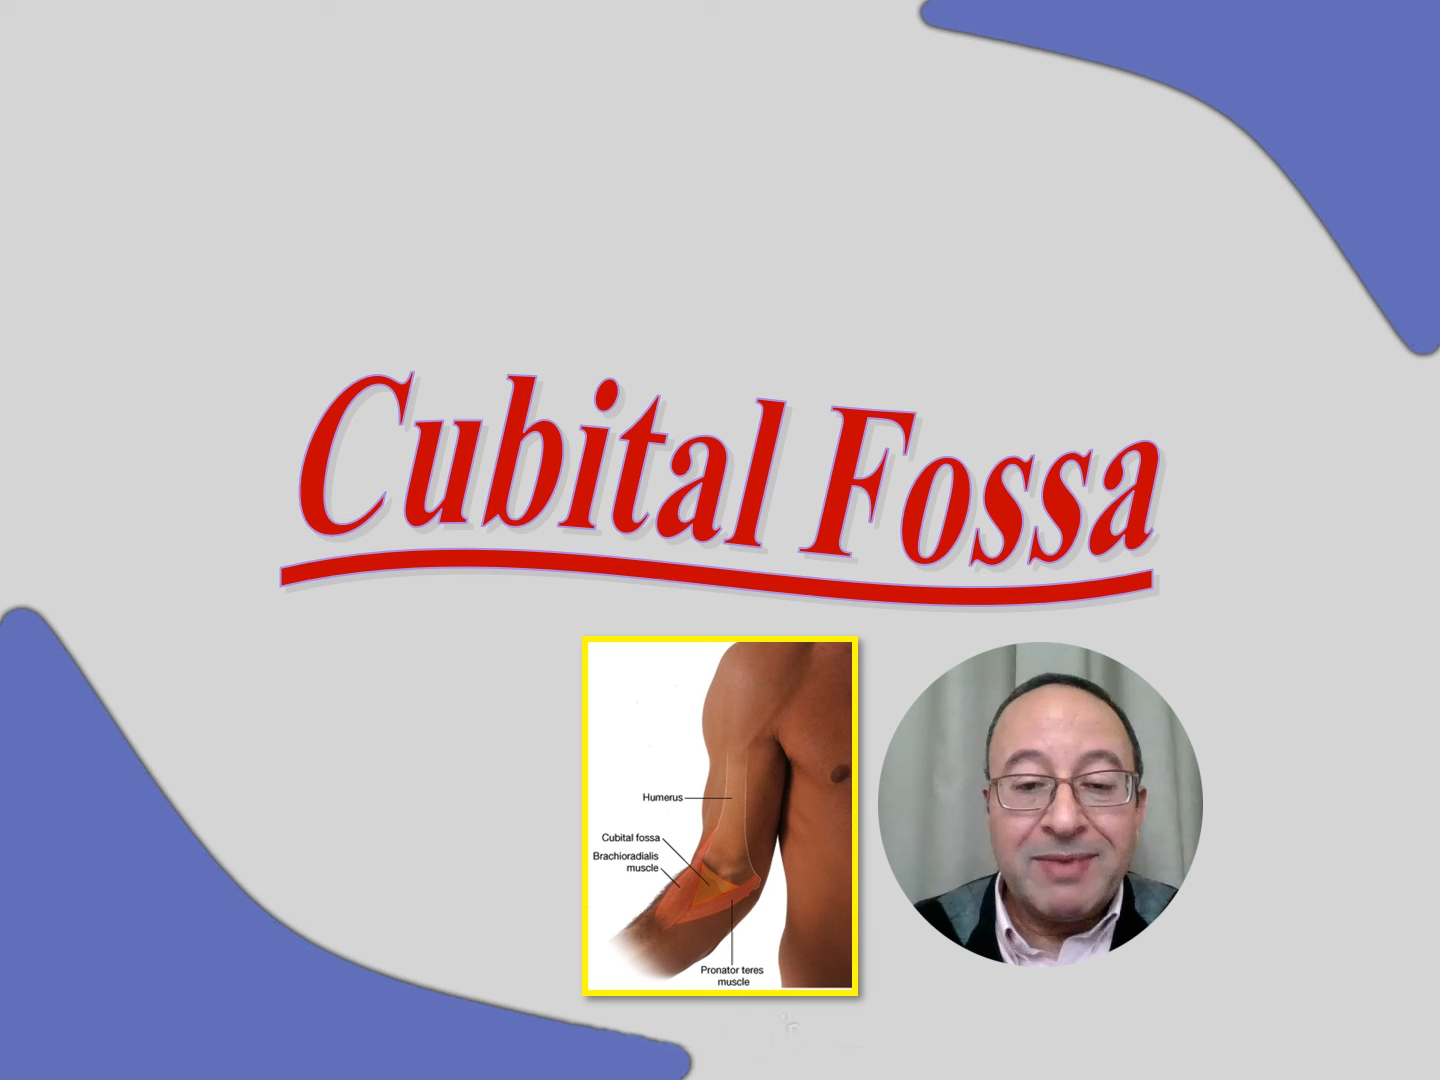 Cubital Fossa
Humerus
Cubital fossa
Brachioradialis
muscle
Pronator teres
muscle